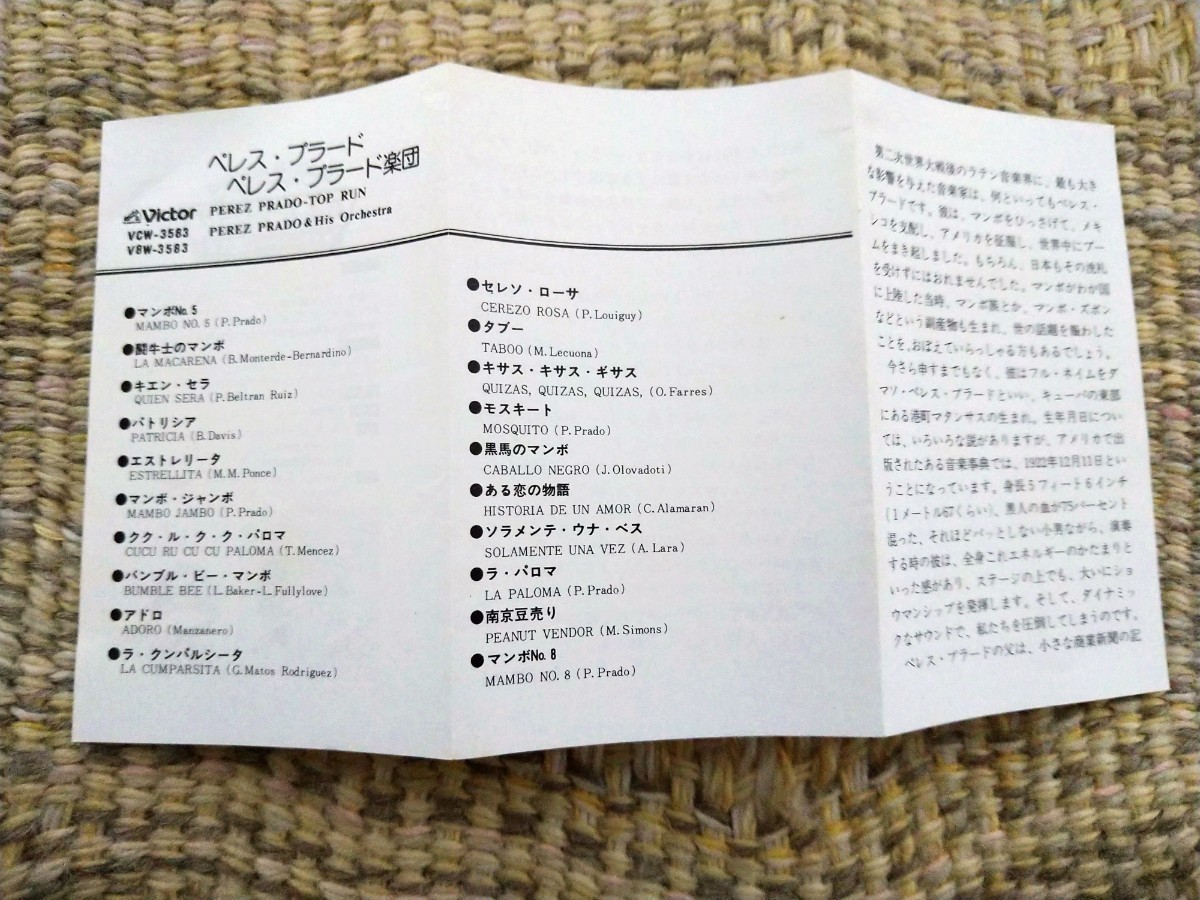 ペレス・プラード
ペレス・プラード楽団
Victor
VCW-3583
V8W-3583
PEREZ PRADO-TOP RUN
PEREZ PRADO & His Orchestra
●マンボNo.5
MAMBO NO. 5 (P. Prado)
●闘牛士のマンボ
LA MACARENA (B. Monterde-Bernardino)
●キエン・セラ
QUIEN SERA (P. Beltran Ruiz)
●パトリシア
PATRICIA (B. Davis)
●エストレリータ
ESTRELLITA (M. M. Ponce)
●マンボ・ジャンボ
MAMBO JAMBO (P. Prado)
●クク・ル・ク・ク・パロマ
CUCU RU CU CU PALOMA (T. Mencez)
●バンブル・ビー・マンボ
BUMBLE BEE (L. Baker-L. Fullylove)
●アドロ
ADORO (Manzanero)
●ラ・クンパルシータ
LA CUMPARSITA (G. Matos Rodriguez)
●セレソ・ローサ
CEREZO ROSA (P. Louiguy)
●タブー
TABOO (M. Lecuona)
●キサス・キサス・ギサス
QUIZAS, QUIZAS, QUIZAS, (O. Farres)
●モスキート
MOSQUITO (P. Prado)
●黒馬のマンボ
CABALLO NEGRO (J. Olovadoti)
●ある恋の物語
HISTORIA DE UN AMOR (C. Alamaran)
●ソラメンテ・ウナ・ベス
SOLAMENTE UNA VEZ (A. Lara)
●ラ・パロマ
LA PALOMA (P. Prado)
●南京豆売り
PEANUT VENDOR (M. Simons)
●マンボNo.8
MAMBO NO. 8 (P. Prado)
第二次世界大戦後のラテン音楽界に、最も大き
な影響を与えた音楽家は、何といってもペレス・
プラードです。彼は、マンボをひっさげて、メキ
シコを支配し、アメリカを征服し、世界中にブー
ムをまき起しました。もちろん、日本もその洗礼
を受けずにはおれませんでした。マンボがわが国
に上陸した当時、マンボ族とか、マンボ・ズボン
などという副産物も生まれ、世の話題を賑わした
ことを、おぼえていらっしゃる方もあるでしょう。
今さら申すまでもなく、彼はフル・ネイムをダ
マソ・ペレス・プラードといい、キューバの東部
にある港町マタンサスの生まれ。生年月日につい
ては、いろいろな説がありますが、アメリカで出
版されたある音楽事典では、1922年12月11日とい
うことになっています。身長5フィート6インチ
(1メートル67くらい)、黒人の血が75パーセント
混った、それほどパッとしない小男ながら、演奏
する時の彼は、全身これエネルギーのかたまりと
いった感があり、ステージの上でも、大いにショ
ウマンシップを発揮します。そして、ダイナミッ
クなサウンドで、私たちを圧倒してしまうのです。
ペレス・プラードの父は、小さな商業新聞の記